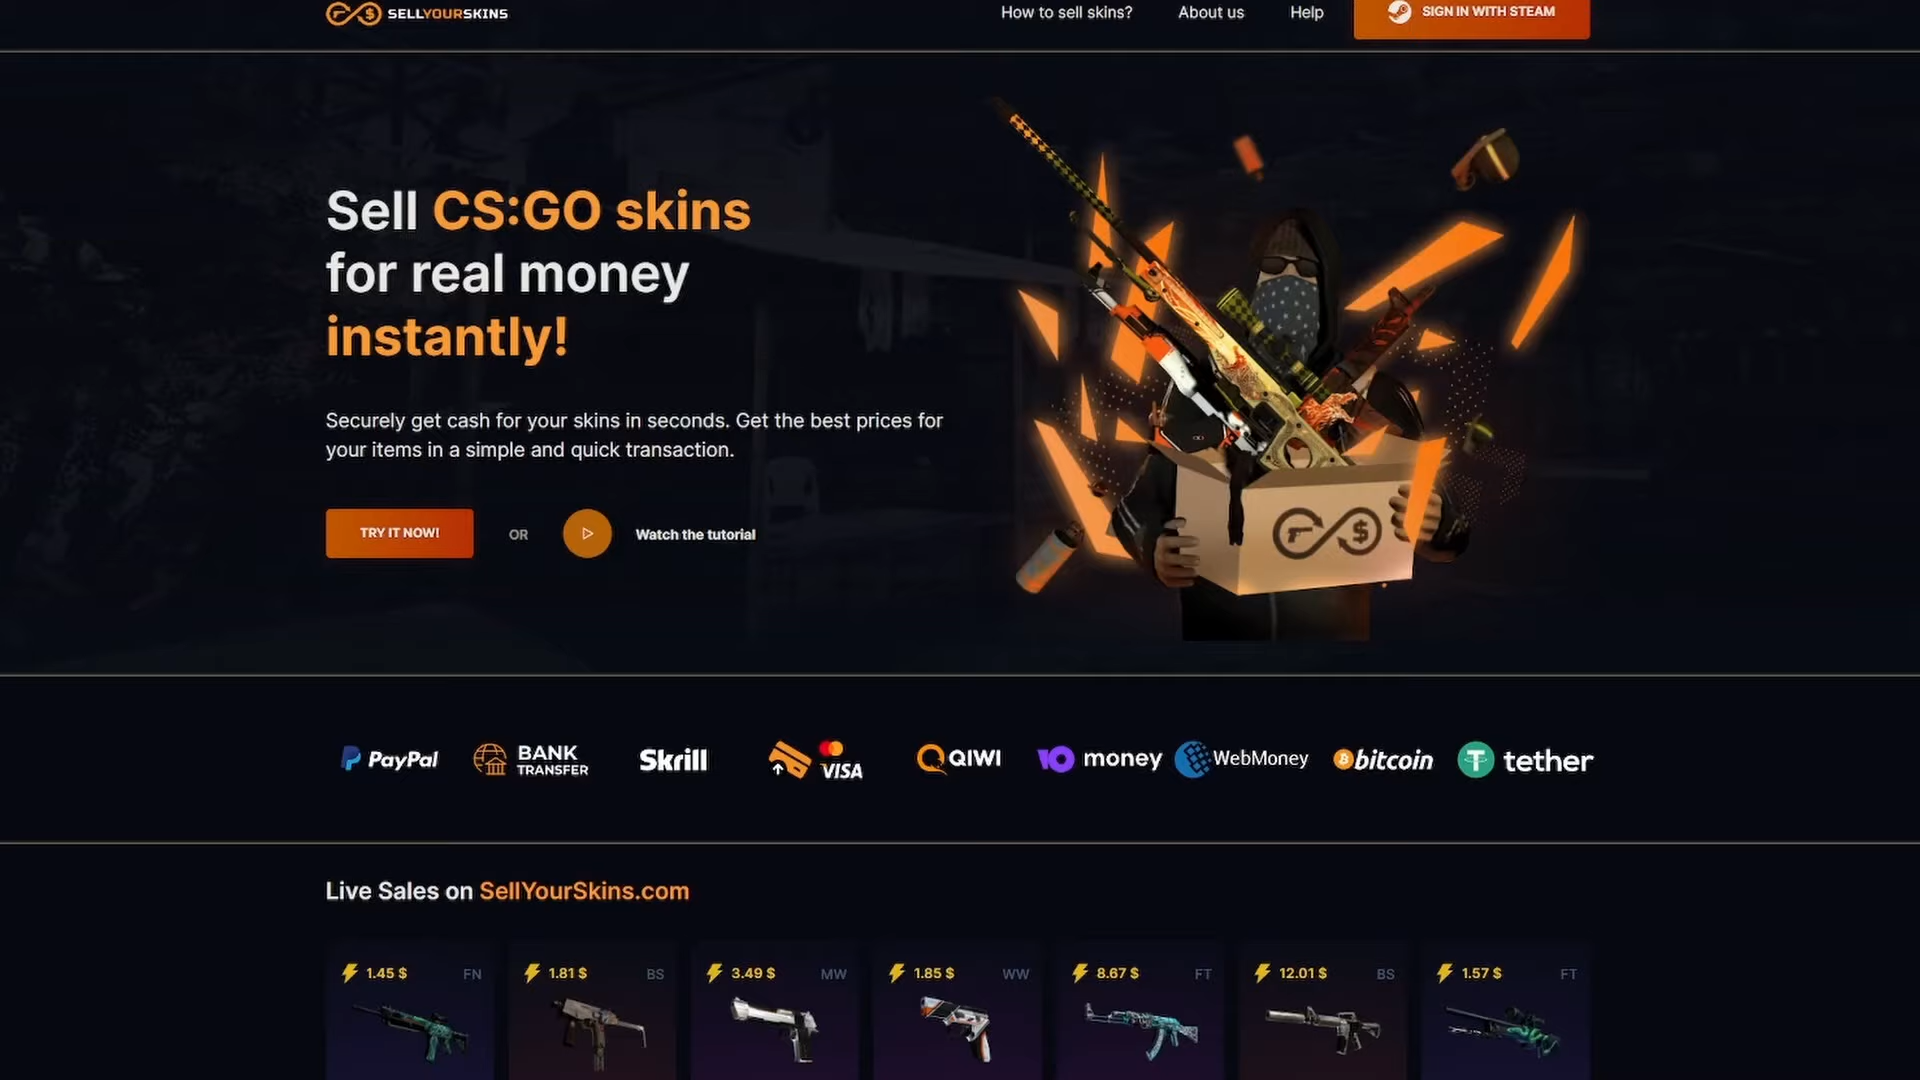 SELLYOURSKINS
How to sell skins?
About us
Help
SIGN IN WITH STEAM
Sell CS:GO skins
for real money
instantly!
Securely get cash for your skins in seconds. Get the best prices for
your items in a simple and quick transaction.
TRY IT NOW!
OR
Watch the tutorial
PayPal
BANK
TRANSFER
Skrill
VISA
QIWI
money
WebMoney
bitcoin
tether
Live Sales on SellYourSkins.com
1.45 $ FN
1.81 $ BS
3.49 $ MW
1.85 $ WW
8.67 $ FT
12.01 $ BS
1.57 $ FT